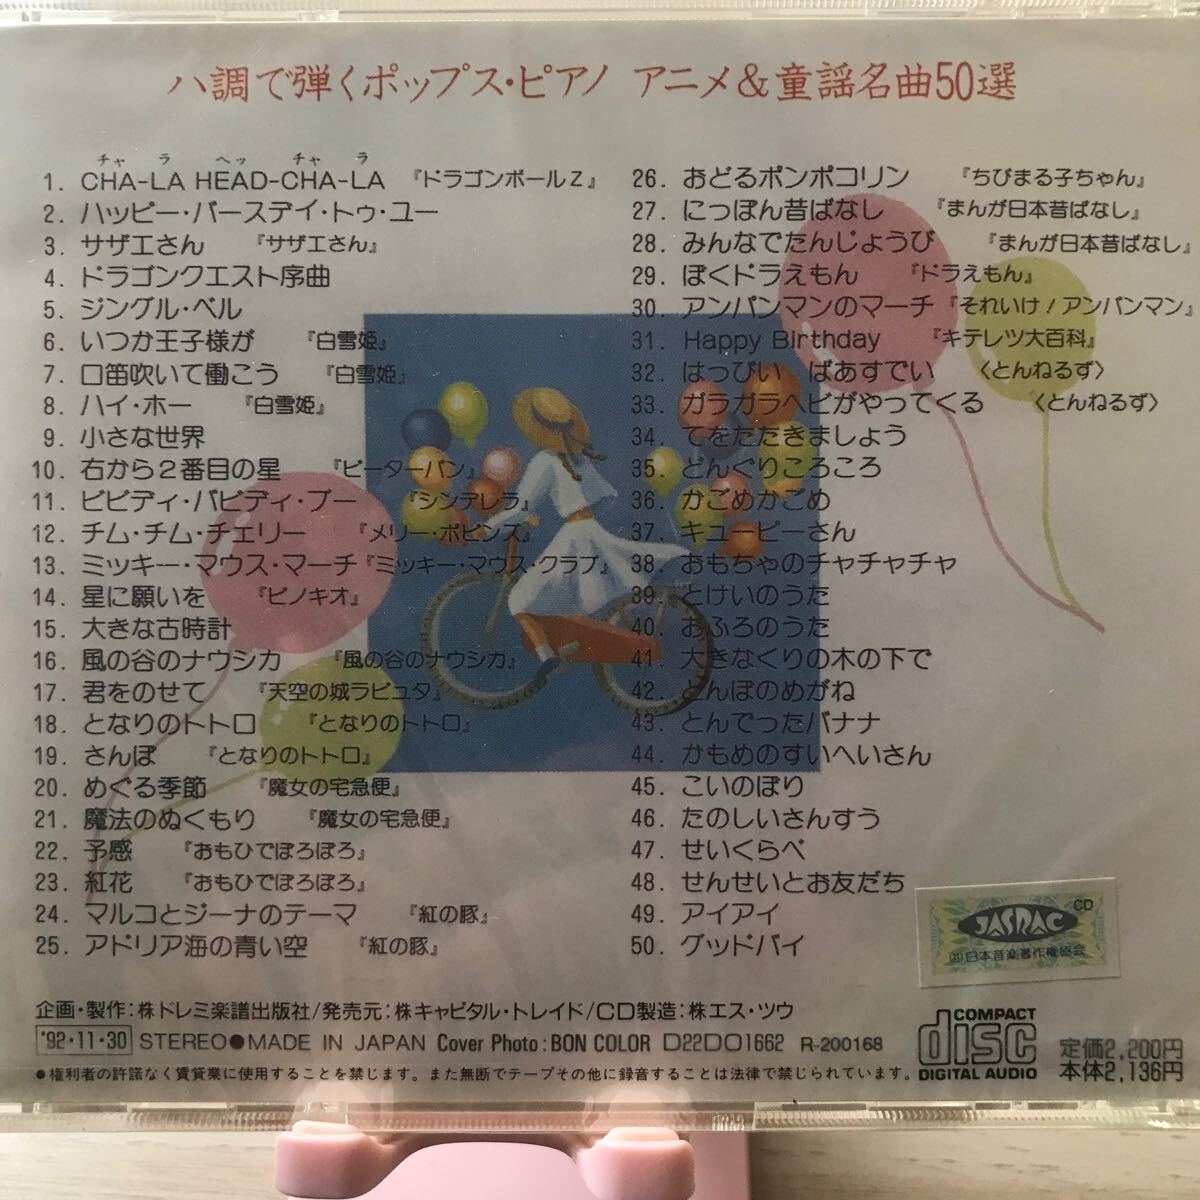 ハ調で弾くポップス・ピアノ アニメ&童謡名曲50選
チャ ラ ヘッ チャ ラ
1. CHA-LA HEAD-CHA-LA 『ドラゴンボールZ』
2. ハッピー・バースデイ・トゥ・ユー
3. サザエさん 『サザエさん』
4. ドラゴンクエスト序曲
5. ジングル・ベル
6. いつか王子様が 『白雪姫』
7. 口笛吹いて働こう 『白雪姫』
8. ハイ・ホー 『白雪姫』
9. 小さな世界
10. 右から2番目の星 『ピーターパン』
11. ビビディ・バビディ・ブー 『シンデレラ』
12. チム・チム・チェリー 『メリー・ポピンズ』
13. ミッキー・マウス・マーチ『ミッキー・マウス・クラブ』
14. 星に願いを 『ピノキオ』
15. 大きな古時計
16. 風の谷のナウシカ 『風の谷のナウシカ』
17. 君をのせて 『天空の城ラピュタ』
18. となりのトトロ 『となりのトトロ』
19. さんぽ 『となりのトトロ』
20. めぐる季節 『魔女の宅急便』
21. 魔法のぬくもり 『魔女の宅急便』
22. 予感 『おもひでぽろぽろ』
23. 紅花 『おもひでぽろぽろ』
24. マルコとジーナのテーマ 『紅の豚』
25. アドリア海の青い空 『紅の豚』
26. おどるポンポコリン 『ちびまる子ちゃん』
27. にっぽん昔ばなし 『まんが日本昔ばなし』
28. みんなでたんじょうび 『まんが日本昔ばなし』
29. ぼくドラえもん 『ドラえもん』
30. アンパンマンのマーチ 『それいけ!アンパンマン』
31. Happy Birthday 『キテレツ大百科』
32. はっぴい ばあすでい 〈とんねるず〉
33. ガラガラヘビがやってくる 〈とんねるず〉
34. てをたたきましょう
35. どんぐりころころ
36. かごめかごめ
37. キューピーさん
38. おもちゃのチャチャチャ
39. とけいのうた
40. おふろのうた
41. 大きなくりの木の下で
42. とんぼのめがね
43. とんでったバナナ
44. かもめのすいへいさん
45. こいのぼり
46. たのしいさんすう
47. せいくらべ
48. せんせいとお友だち
49. アイアイ
50. グッドバイ
JASRAC CD
㈳日本音楽著作権協会
企画・製作:株ドレミ楽譜出版社/発売元:株キャピタル・トレイド/CD製造:株エス・ツウ
'92・11・30 STEREO●MADE IN JAPAN Cover Photo: BON COLOR D22DO1662 R-200168
COMPACT
disc
DIGITAL AUDIO
定価2,200円
本体2,136円
●権利者の許諾なく賃貸業に使用することを禁じます。また無断でテープその他に録音することは法律で禁じられています。